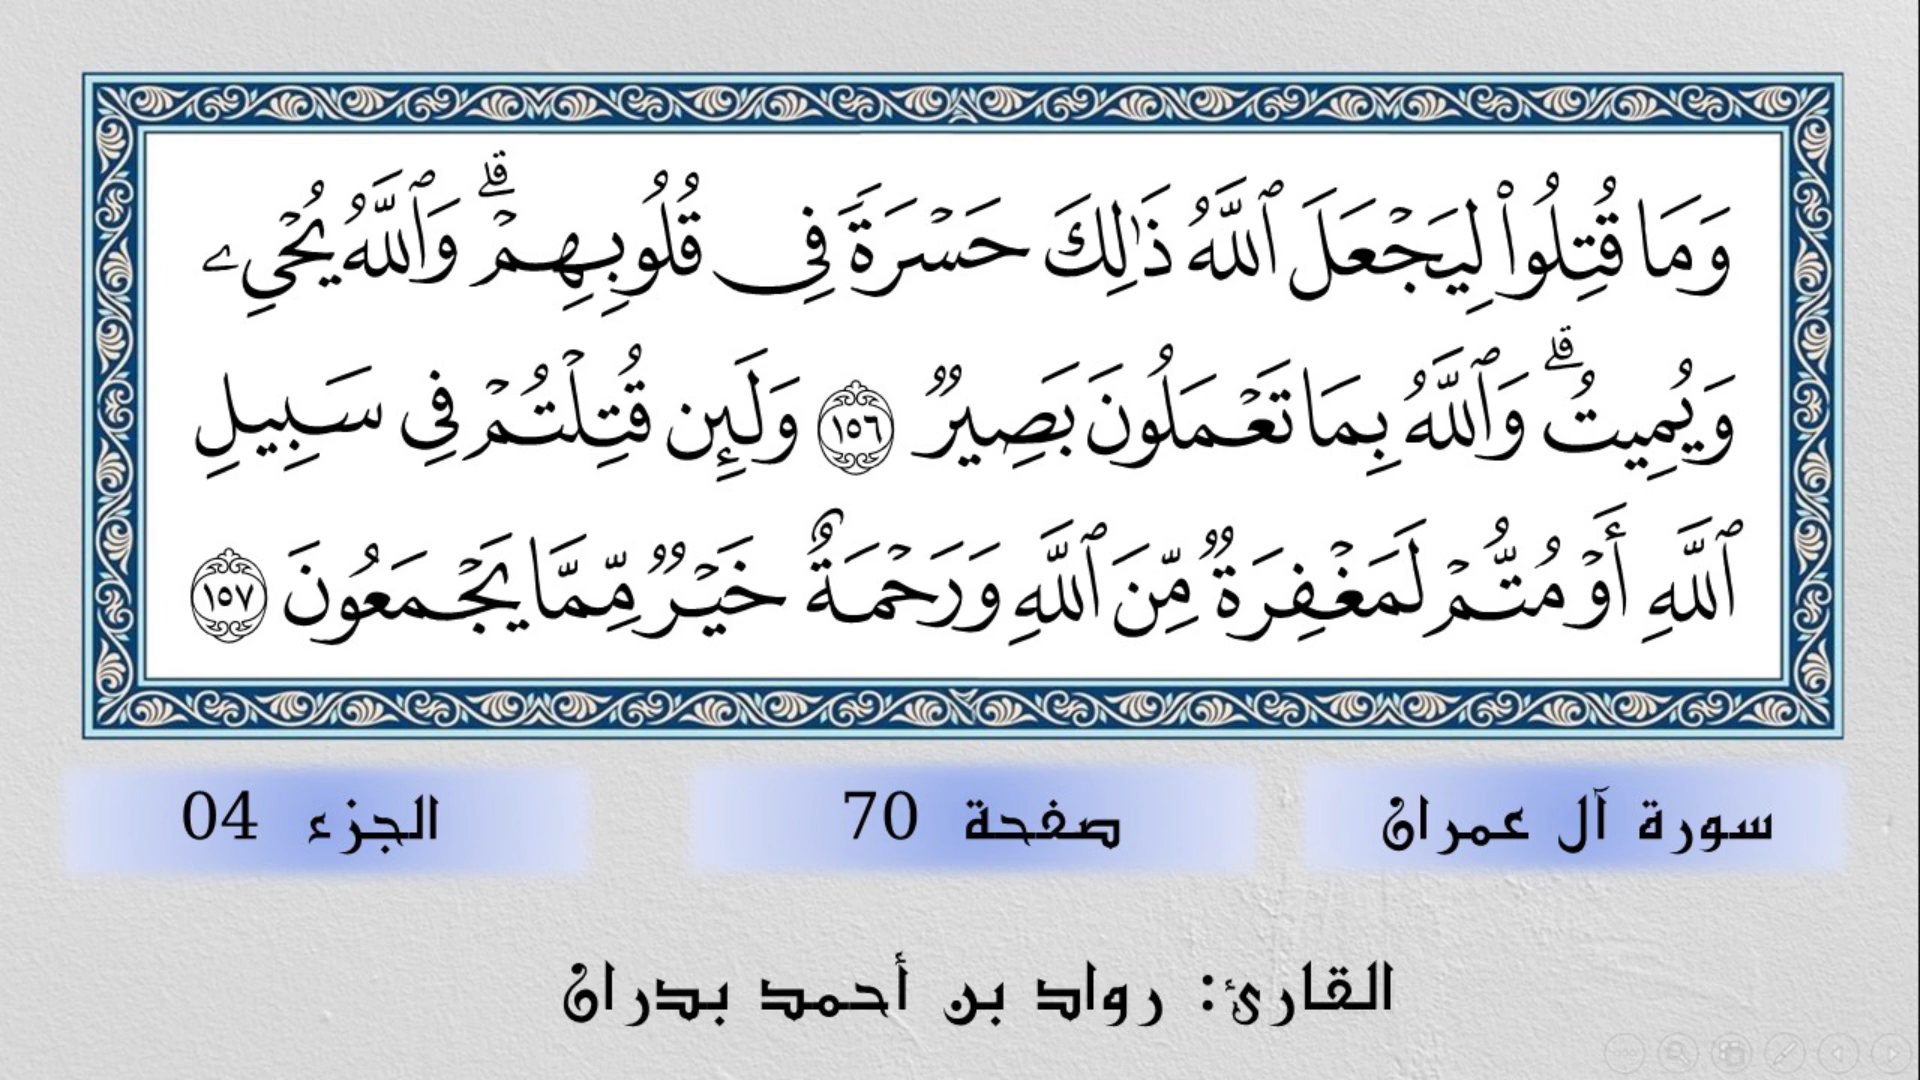 وَمَا قُتِلُوا۟ لِيَجْعَلَ ٱللَّهُ ذَٰلِكَ حَسْرَةً فِى قُلُوبِهِمْ ۗ وَٱللَّهُ يُحْىِۦ
وَيُمِيتُ ۗ وَٱللَّهُ بِمَا تَعْمَلُونَ بَصِيرٌ ١٥٦ وَلَئِن قُتِلْتُمْ فِى سَبِيلِ
ٱللَّهِ أَوْ مُتُّمْ لَمَغْفِرَةٌ مِّنَ ٱللَّهِ وَرَحْمَةٌ خَيْرٌ مِّمَّا يَجْمَعُونَ ١٥٧
سورة آل عمران صفحة 70 الجزء 04
القارئ: رواد بن أحمد بدران